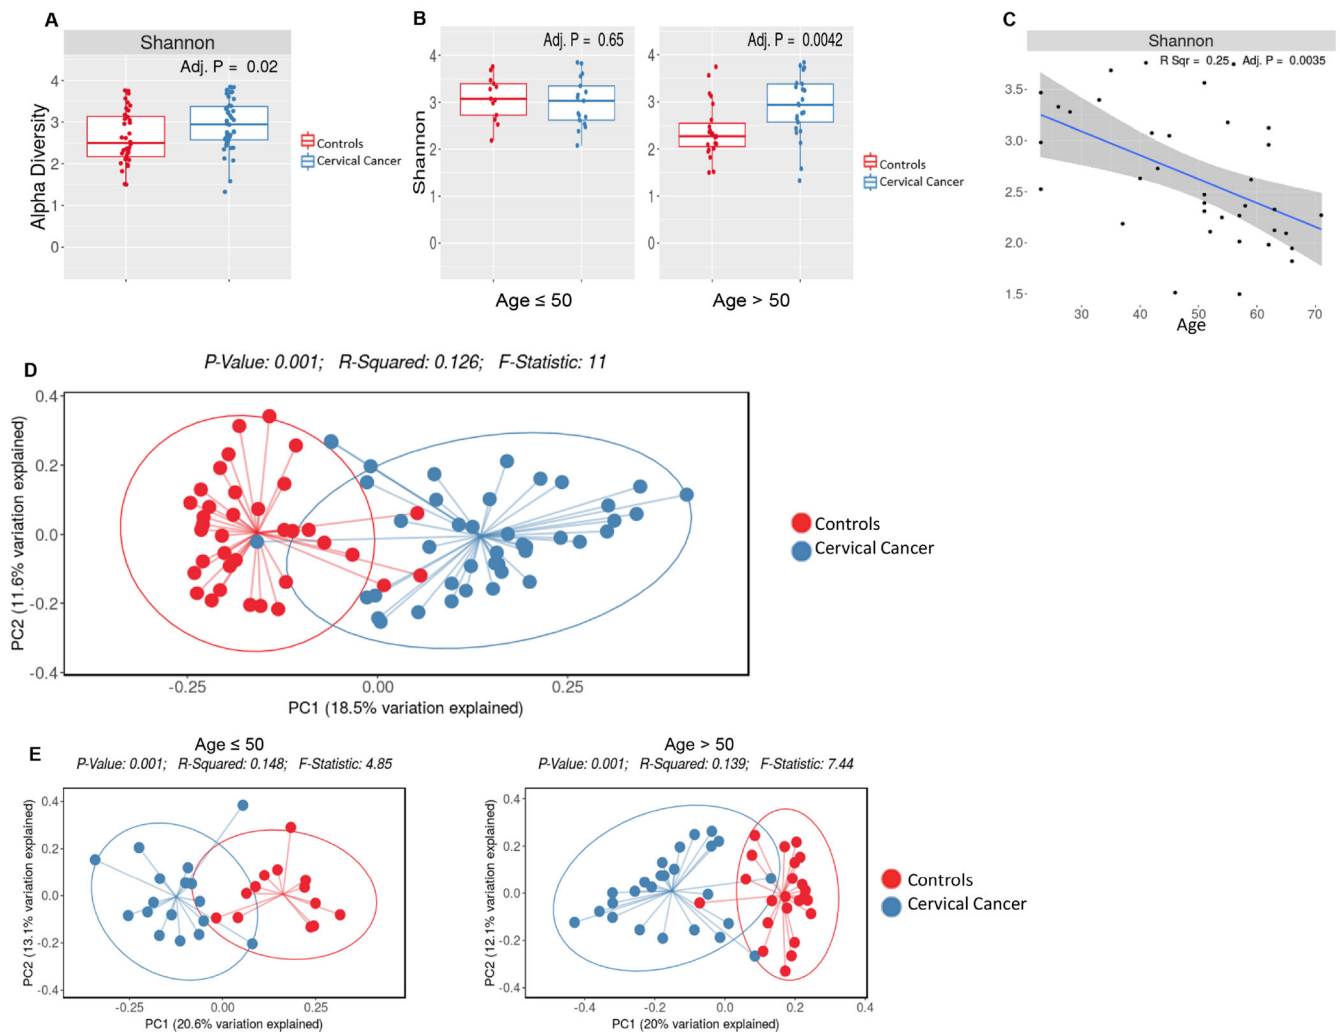 A
Shannon
Adj. P = 0.02
Alpha Diversity
4
3
2
1
0
Controls
Cervical Cancer
B
Adj. P = 0.65
Adj. P = 0.0042
Shannon
4
3
2
1
0
4
3
2
1
0
Age ≤ 50
Age > 50
Controls
Cervical Cancer
C
Shannon
R Sqr = 0.25, Adj. P = 0.0035
3.5
3.0
2.5
2.0
1.5
30 40 50 60 70
Age
D
P-Value: 0.001; R-Squared: 0.126; F-Statistic: 11
PC2 (11.6% variation explained)
0.4
0.2
0.0
-0.2
-0.4
-0.25 0.00 0.25
PC1 (18.5% variation explained)
Controls
Cervical Cancer
E
Age ≤ 50
P-Value: 0.001; R-Squared: 0.148; F-Statistic: 4.85
PC2 (13.1% variation explained)
0.4
0.2
0.0
-0.2
-0.4
-0.25 0.00 0.25
PC1 (20.6% variation explained)
Age > 50
P-Value: 0.001; R-Squared: 0.139; F-Statistic: 7.44
PC2 (12.1% variation explained)
0.4
0.2
0.0
-0.2
-0.4
-0.4 -0.2 -0.0 0.2 0.4
PC1 (20% variation explained)
Controls
Cervical Cancer